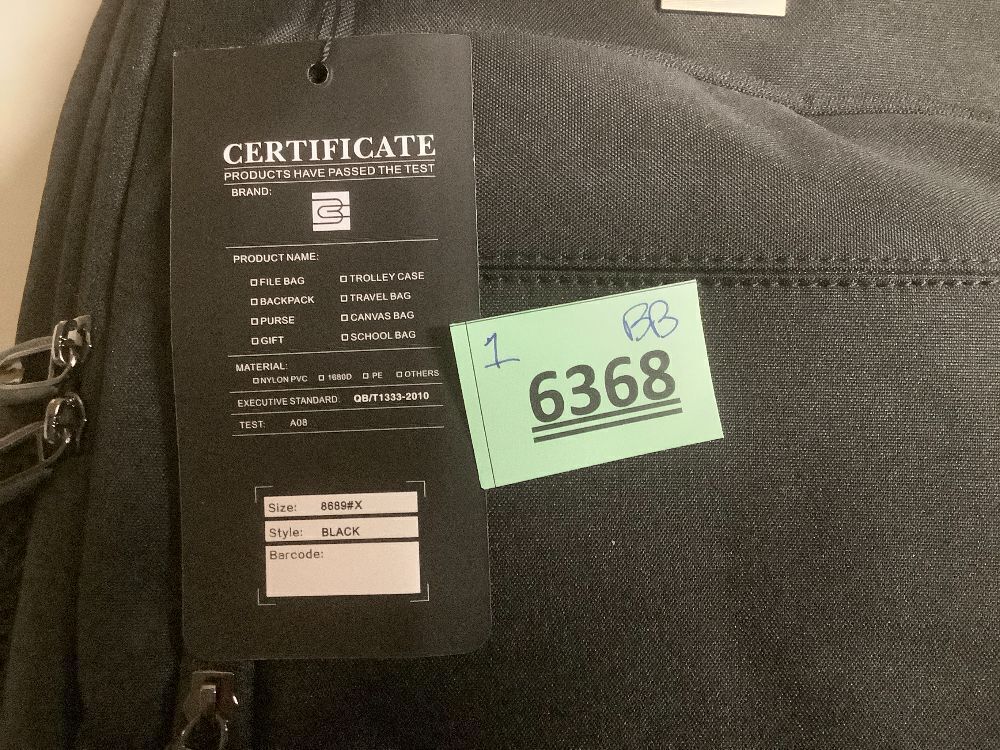 CERTIFICATE
PRODUCTS HAVE PASSED THE TEST
BRAND:
PRODUCT NAME:
FILE BAG
TROLLEY CASE
BACKPACK
TRAVEL BAG
PURSE
CANVAS BAG
GIFT
SCHOOL BAG
MATERIAL:
NYLON PVC 1680D PE OTHERS
EXECUTIVE STANDARD: QB/T1333-2010
TEST: A08
Size: 8689#X
Style: BLACK
Barcode:
1 BB
6368